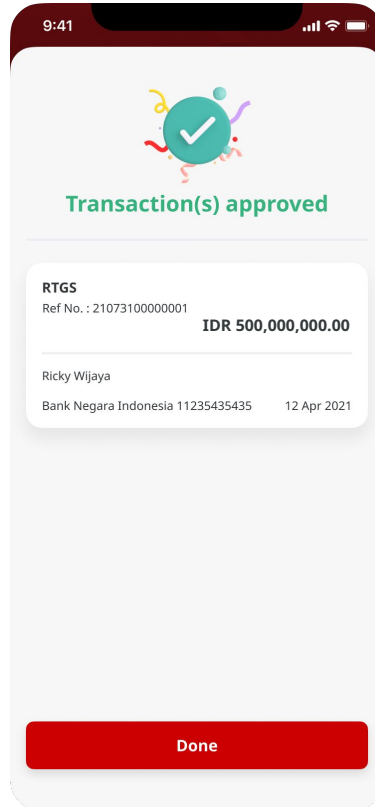 9:41
Transaction(s) approved
RTGS
Ref No. : 21073100000001
IDR 500,000,000.00
Ricky Wijaya
Bank Negara Indonesia 11235435435 12 Apr 2021
Done